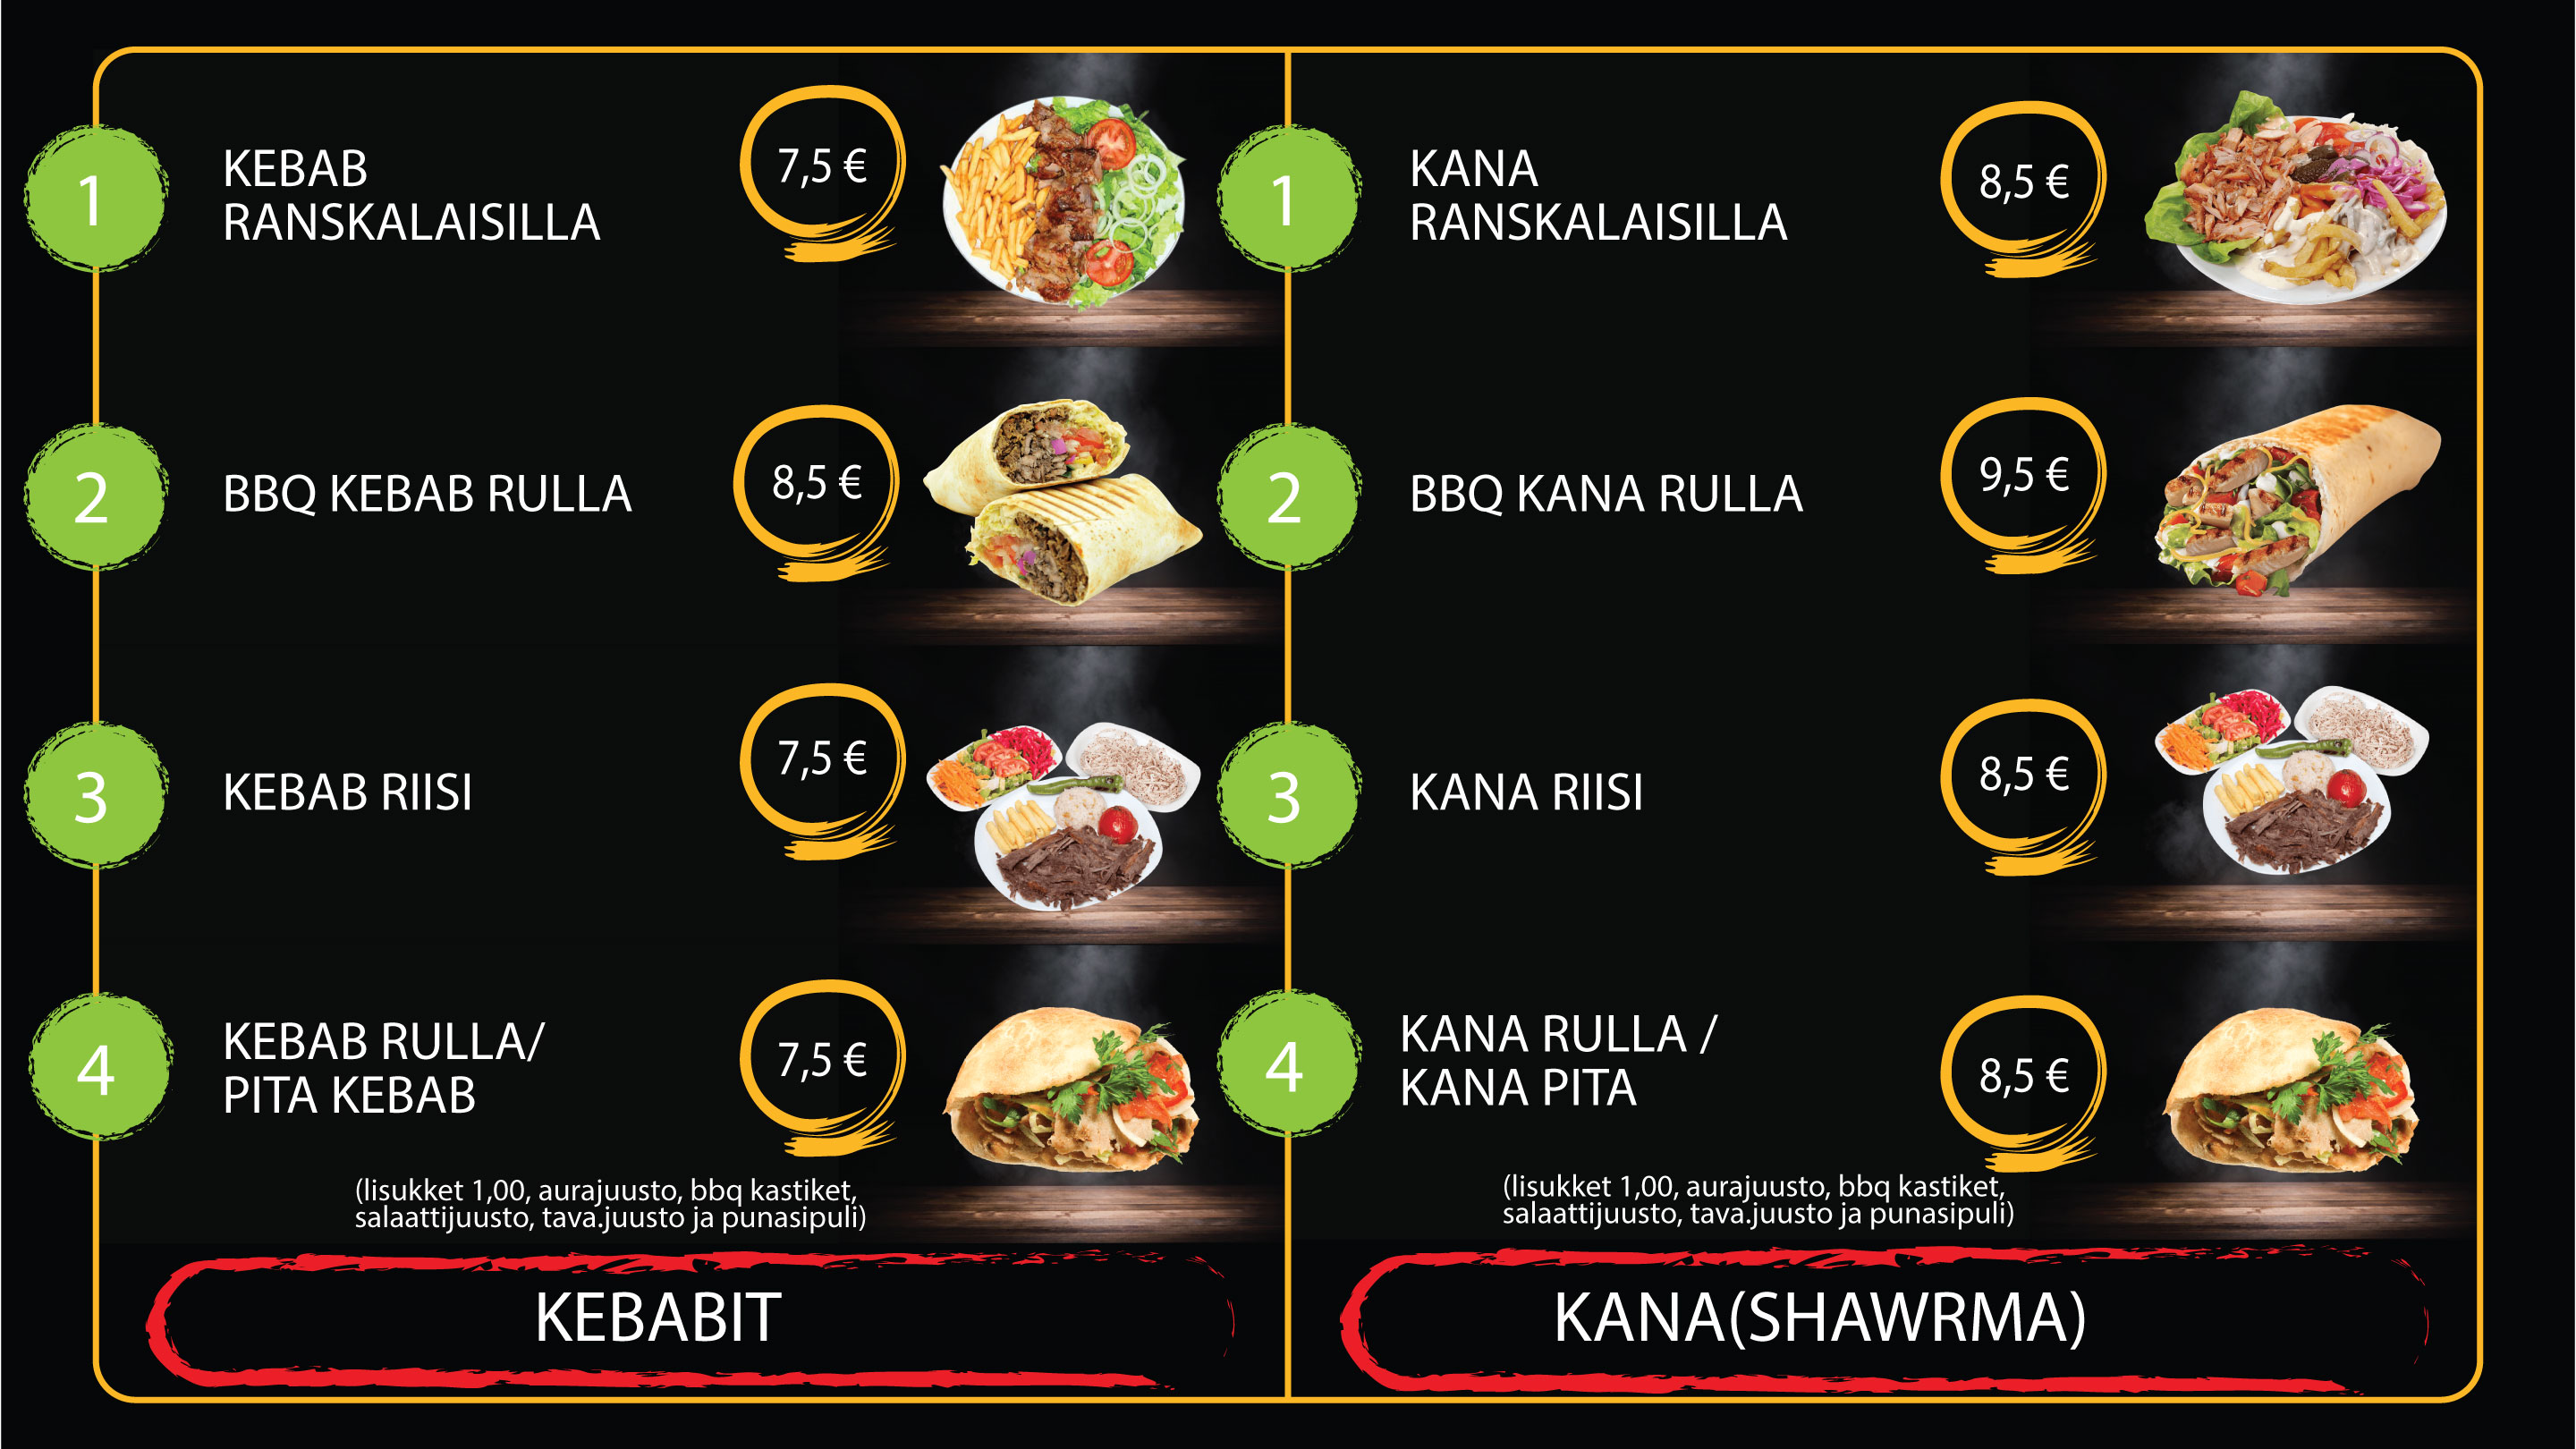 1
KEBAB
RANSKALAISILLA
7,5 €
2
BBQ KEBAB RULLA
8,5 €
3
KEBAB RIISI
7,5 €
4
KEBAB RULLA/
PITA KEBAB
7,5 €
(lisukket 1,00, aurajuusto, bbq kastiket,
salaattijuusto, tava.juusto ja punasipuli)
KEBABIT
1
KANA
RANSKALAISILLA
8,5 €
2
BBQ KANA RULLA
9,5 €
3
KANA RIISI
8,5 €
4
KANA RULLA /
KANA PITA
8,5 €
(lisukket 1,00, aurajuusto, bbq kastiket,
salaattijuusto, tava.juusto ja punasipuli)
KANA(SHAWRMA)